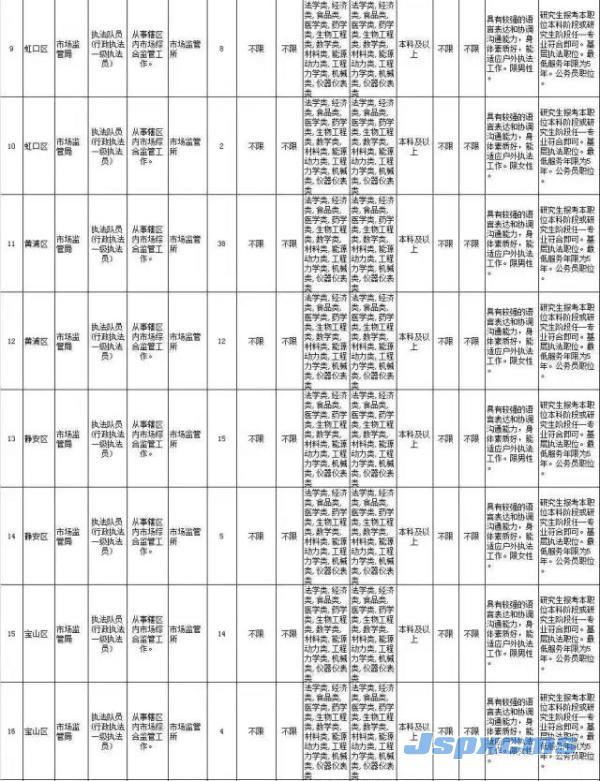 法学类, 经济 法学类, 经济
类, 食品类, 类, 食品类, 具有较强的语 研究生报考本职
医学类, 药学 医学类, 药学 言表达和协调 位本科阶段或研
执法队员 从事辖区 类, 生物工程 类, 生物工程 沟通能力，身 究生阶段任一专
9 虹口区 市场监管局 (行政执法 内市场综 市场监管所 8 不限 不限 类, 数学类, 类, 数学类, 本科及以上 不限 不限 体素质好，能 业符合即可。基
一级执法 合监管工 材料类, 能源 材料类, 能源 适应户外执法 层执法职位。最
员) 作。 动力类, 工程 动力类, 工程 工作。限男性 低服务年限为5
力学类, 机械 力学类, 机械 。 年。公务员职位
类, 仪器仪表 类, 仪器仪表 。
类 类
法学类, 经济 法学类, 经济
类, 食品类, 类, 食品类, 具有较强的语 研究生报考本职
医学类, 药学 医学类, 药学 言表达和协调 位本科阶段或研
执法队员 从事辖区 类, 生物工程 类, 生物工程 沟通能力，身 究生阶段任一专
10 虹口区 市场监管局 (行政执法 内市场综 市场监管所 2 不限 不限 类, 数学类, 类, 数学类, 本科及以上 不限 不限 体素质好，能 业符合即可。基
一级执法 合监管工 材料类, 能源 材料类, 能源 适应户外执法 层执法职位。最
员) 作。 动力类, 工程 动力类, 工程 工作。限女性 低服务年限为5
力学类, 机械 力学类, 机械 。 年。公务员职位
类, 仪器仪表 类, 仪器仪表 。
类 类
法学类, 经济 法学类, 经济
类, 食品类, 类, 食品类, 具有较强的语 研究生报考本职
医学类, 药学 医学类, 药学 言表达和协调 位本科阶段或研
执法队员 从事辖区 类, 生物工程 类, 生物工程 沟通能力，身 究生阶段任一专
11 黄浦区 市场监管局 (行政执法 内市场综 市场监管所 38 不限 不限 类, 数学类, 类, 数学类, 本科及以上 不限 不限 体素质好，能 业符合即可。基
一级执法 合监管工 材料类, 能源 材料类, 能源 适应户外执法 层执法职位。最
员) 作。 动力类, 工程 动力类, 工程 工作。限男性 低服务年限为5
力学类, 机械 力学类, 机械 。 年。公务员职位
类, 仪器仪表 类, 仪器仪表 。
类 类
法学类, 经济 法学类, 经济
类, 食品类, 类, 食品类, 具有较强的语 研究生报考本职
医学类, 药学 医学类, 药学 言表达和协调 位本科阶段或研
执法队员 从事辖区 类, 生物工程 类, 生物工程 沟通能力，身 究生阶段任一专
12 黄浦区 市场监管局 (行政执法 内市场综 市场监管所 12 不限 不限 类, 数学类, 类, 数学类, 本科及以上 不限 不限 体素质好，能 业符合即可。基
一级执法 合监管工 材料类, 能源 材料类, 能源 适应户外执法 层执法职位。最
员) 作。 动力类, 工程 动力类, 工程 工作。限女性 低服务年限为5
力学类, 机械 力学类, 机械 。 年。公务员职位
类, 仪器仪表 类, 仪器仪表 。
类 类
法学类, 经济 法学类, 经济
类, 食品类, 类, 食品类, 具有较强的语 研究生报考本职
医学类, 药学 医学类, 药学 言表达和协调 位本科阶段或研
执法队员 从事辖区 类, 生物工程 类, 生物工程 沟通能力，身 究生阶段任一专
13 静安区 市场监管局 (行政执法 内市场综 市场监管所 15 不限 不限 类, 数学类, 类, 数学类, 本科及以上 不限 不限 体素质好，能 业符合即可。基
一级执法 合监管工 材料类, 能源 材料类, 能源 适应户外执法 层执法职位。最
员) 作。 动力类, 工程 动力类, 工程 工作。限男性 低服务年限为5
力学类, 机械 力学类, 机械 。 年。公务员职位
类, 仪器仪表 类, 仪器仪表 。
类 类
法学类, 经济 法学类, 经济
类, 食品类, 类, 食品类, 具有较强的语 研究生报考本职
医学类, 药学 医学类, 药学 言表达和协调 位本科阶段或研
执法队员 从事辖区 类, 生物工程 类, 生物工程 沟通能力，身 究生阶段任一专
14 静安区 市场监管局 (行政执法 内市场综 市场监管所 5 不限 不限 类, 数学类, 类, 数学类, 本科及以上 不限 不限 体素质好，能 业符合即可。基
一级执法 合监管工 材料类, 能源 材料类, 能源 适应户外执法 层执法职位。最
员) 作。 动力类, 工程 动力类, 工程 工作。限女性 低服务年限为5
力学类, 机械 力学类, 机械 。 年。公务员职位
类, 仪器仪表 类, 仪器仪表 。
类 类
法学类, 经济 法学类, 经济
类, 食品类, 类, 食品类, 具有较强的语 研究生报考本职
医学类, 药学 医学类, 药学 言表达和协调 位本科阶段或研
执法队员 从事辖区 类, 生物工程 类, 生物工程 沟通能力，身 究生阶段任一专
15 宝山区 市场监管局 (行政执法 内市场综 市场监管所 14 不限 不限 类, 数学类, 类, 数学类, 本科及以上 不限 不限 体素质好，能 业符合即可。基
一级执法 合监管工 材料类, 能源 材料类, 能源 适应户外执法 层执法职位。最
员) 作。 动力类, 工程 动力类, 工程 工作。限男性 低服务年限为5
力学类, 机械 力学类, 机械 。 年。公务员职位
类, 仪器仪表 类, 仪器仪表 。
类 类
法学类, 经济 法学类, 经济
类, 食品类, 类, 食品类, 具有较强的语 研究生报考本职
医学类, 药学 医学类, 药学 言表达和协调 位本科阶段或研
执法队员 从事辖区 类, 生物工程 类, 生物工程 沟通能力，身 究生阶段任一专
16 宝山区 市场监管局 (行政执法 内市场综 市场监管所 4 不限 不限 类, 数学类, 类, 数学类,
一级执法 合监管工 材料类, 能源 材料类, 能源
员) 作。 动力类, 工程 动力类, 工程 低服务年限为5
力学类, 机械 力学类, 机械 年。公务员职位
类, 仪器仪表 类, 仪器仪表 。
Jspxcms